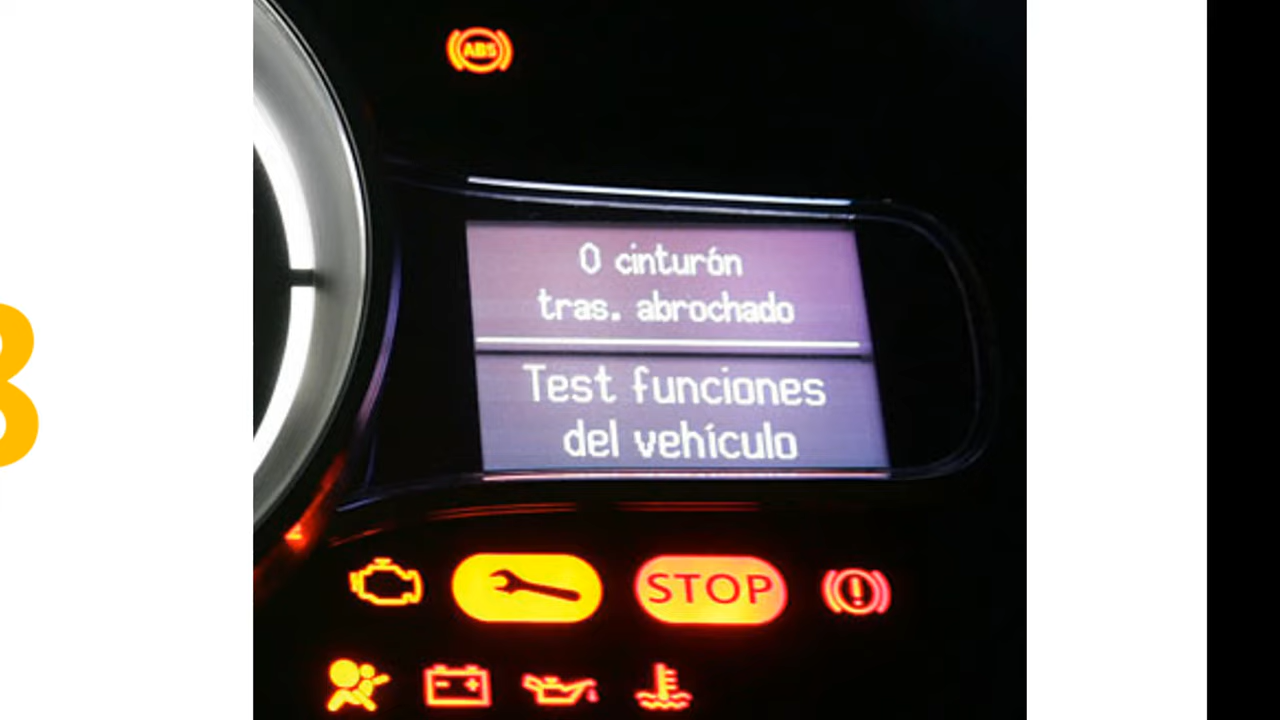 ABS
0 cinturón
tras. abrochado
Test funciones
del vehículo
STOP